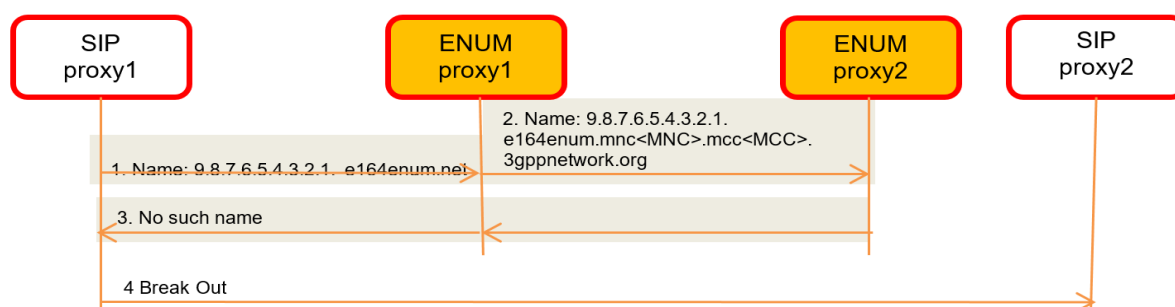 SIP
proxy1
ENUM
proxy1
ENUM
proxy2
SIP
proxy2
2. Name: 9.8.7.6.5.4.3.2.1.
e164enum.mnc<MNC>.mcc<MCC>.
3gppnetwork.org
1. Name: 9.8.7.6.5.4.3.2.1. e164enum.net
3. No such name
4 Break Out